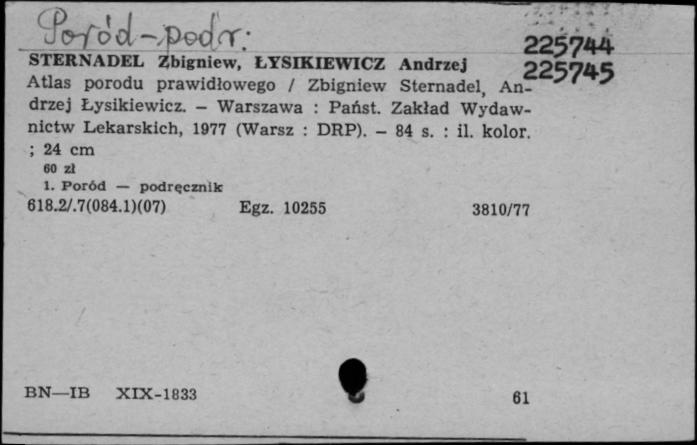 Poród-podr.
225744
STERNADEL Zbigniew, ŁYSIKIEWICZ Andrzej
225745
Atlas porodu prawidłowego / Zbigniew Sternadel, An-
drzej Łysikiewicz. – Warszawa : Państ. Zakład Wydaw-
nictw Lekarskich, 1977 (Warsz : DRP). – 84 s. : il. kolor.
; 24 cm
60 zł
1. Poród — podręcznik
618.2/.7(084.1)(07) Egz. 10255 3810/77
BN—IB XIX-1833 61